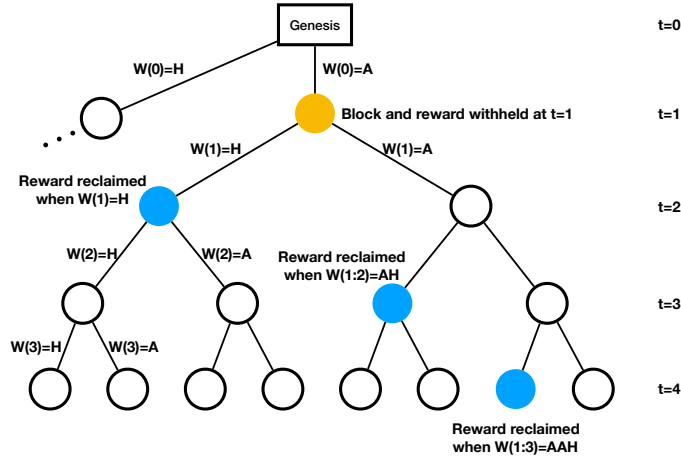 Genesis
t=0
W(0)=H
W(0)=A
Block and reward withheld at t=1
t=1
W(1)=H
W(1)=A
Reward reclaimed
when W(1)=H
t=2
W(2)=H
W(2)=A
Reward reclaimed
when W(1:2)=AH
t=3
W(3)=H
W(3)=A
t=4
Reward reclaimed
when W(1:3)=AAH